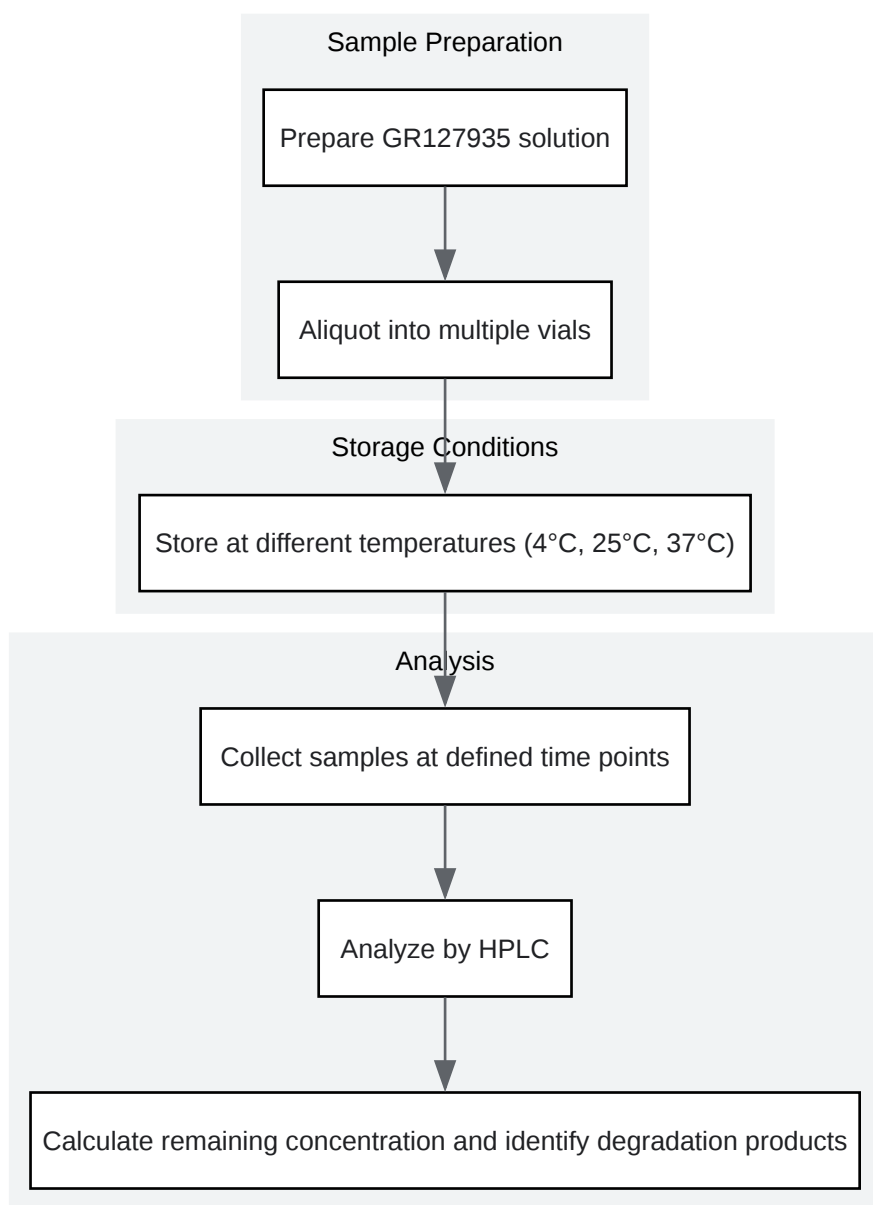 Sample Preparation
Prepare GR127935 solution
Aliquot into multiple vials
Storage Conditions
Store at different temperatures (4°C, 25°C, 37°C)
Analysis
Collect samples at defined time points
Analyze by HPLC
Calculate remaining concentration and identify degradation products